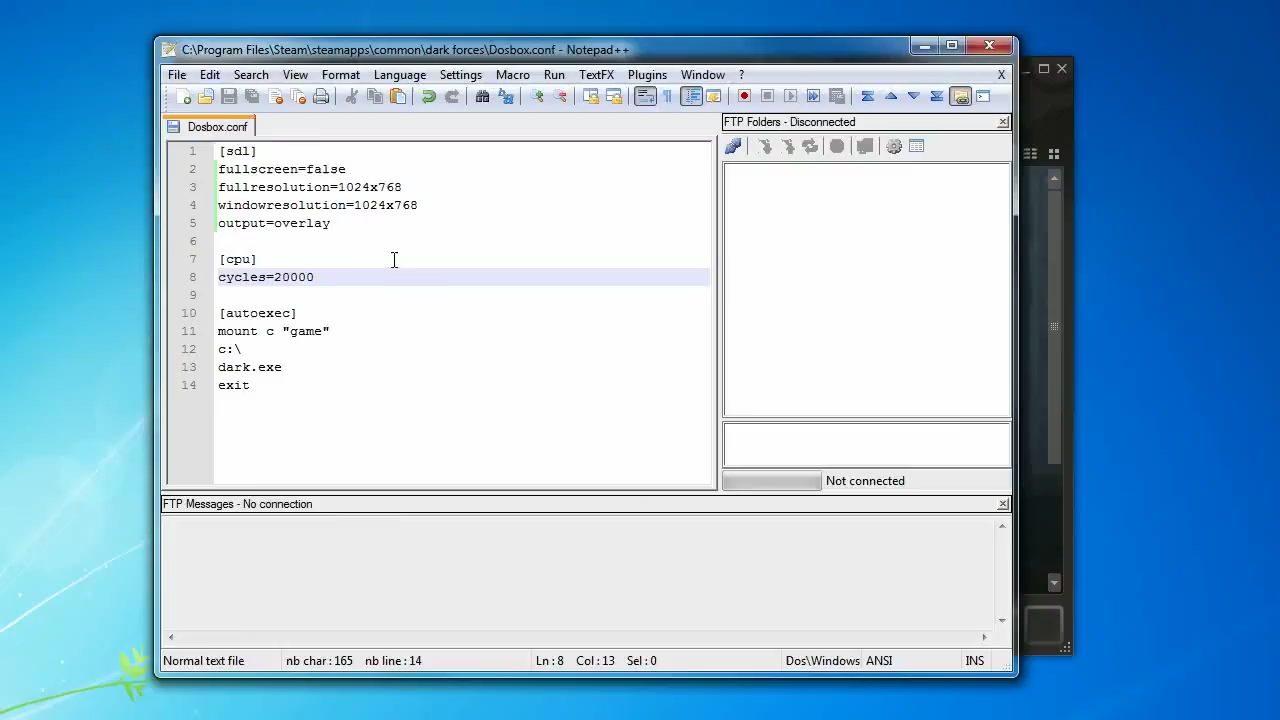 C:\Program Files\Steam\steamapps\common\dark forces\Dosbox.conf - Notepad++
File Edit Search View Format Language Settings Macro Run TextFX Plugins Window ? X
Dosbox.conf
FTP Folders - Disconnected
1 [sdl]
2 fullscreen=false
3 fullresolution=1024x768
4 windowresolution=1024x768
5 output=overlay
6
7 [cpu]
8 cycles=20000
9
10 [autoexec]
11 mount c "game"
12 c:\
13 dark.exe
14 exit
Not connected
FTP Messages - No connection
Normal text file nb char : 165 nb line : 14 Ln : 8 Col : 13 Sel : 0 Dos\Windows ANSI INS